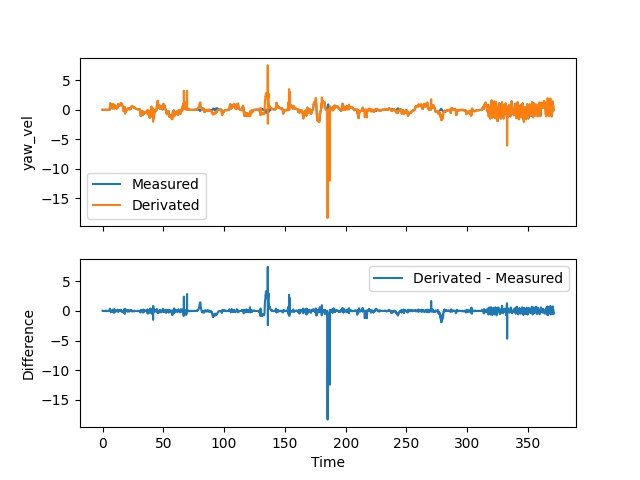 5
0
−5
−10
−15
yaw_vel
Measured
Derivated
5
0
−5
−10
−15
Difference
Derivated - Measured
0 50 100 150 200 250 300 350
Time